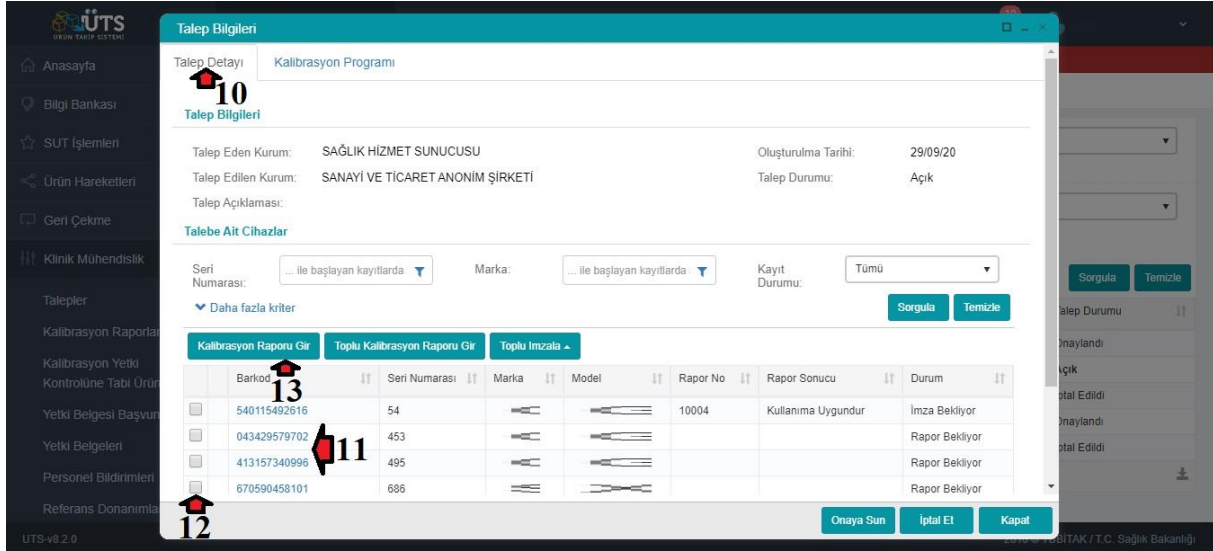 ÜTS
ÜRÜN TAKİP SİSTEMİ
Talep Bilgileri
Anasayfa
Bilgi Bankası
SUT İşlemleri
Ürün Hareketleri
Geri Çekme
Klinik Mühendislik
Talepler
Kalibrasyon Raporlar
Kalibrasyon Yetki
Kontrolüne Tabi Ürün
Yetki Belgesi Başvur
Yetki Belgeleri
Personel Bildirimleri
Referans Donanımla
UTS-v8.2.0
Talep Detayı Kalibrasyon Programı
10
Talep Bilgileri
Talep Eden Kurum: SAĞLIK HİZMET SUNUCUSU Oluşturulma Tarihi: 29/09/20
Talep Edilen Kurum: SANAYİ VE TİCARET ANONİM ŞİRKETİ Talep Durumu: Açık
Talep Açıklaması:
Talebe Ait Cihazlar
Seri Numarası: ... ile başlayan kayıtlarda Marka: ... ile başlayan kayıtlarda Kayıt Durumu: Tümü
Daha fazla kriter Sorgula Temizle
Kalibrasyon Raporu Gir Toplu Kalibrasyon Raporu Gir Toplu İmzala
13
Barkod Seri Numarası Marka Model Rapor No Rapor Sonucu Durum
540115492616 54 10004 Kullanıma Uygundur İmza Bekliyor
043429579702 453 Rapor Bekliyor
11
413157340996 495 Rapor Bekliyor
670590458101 686 Rapor Bekliyor
12
Onaya Sun İptal Et Kapat
Sorgula Temizle
alep Durumu
Onaylandı
Açık
ptal Edildi
Onaylandı
ptal Edildi
TÜBİTAK / T.C. Sağlık Bakanlığı